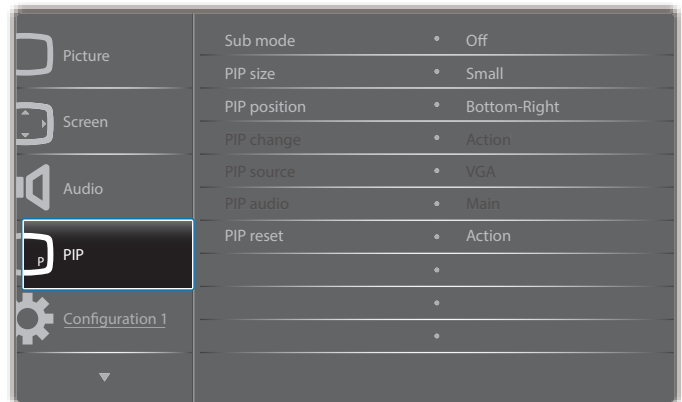 Picture
Screen
Audio
P
PIP
Configuration 1
Sub mode • Off
PIP size • Small
PIP position • Bottom-Right
PIP change • Action
PIP source • VGA
PIP audio • Main
PIP reset • Action
•
•
•